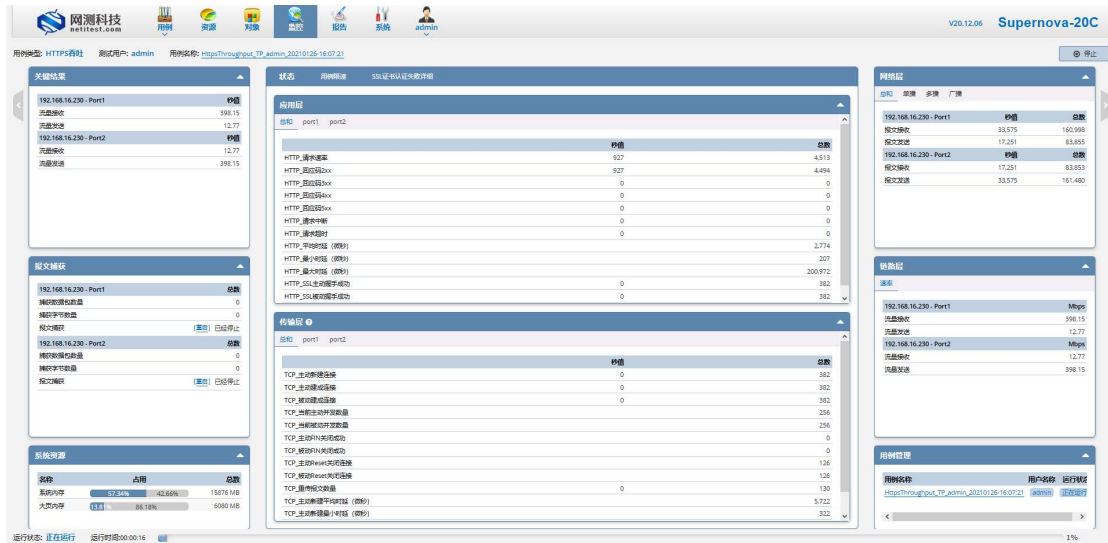 网测科技
netitest.com
用例
资源
对象
监控
报告
系统
admin
V20.12.06 Supernova-20C
用例类型: HTTPS吞吐 测试用户: admin 用例名称: HttpsThroughput_TP_admin_20210126-16:07:21
停止
关键结果
192.168.16.230 - Port1 秒值
流量接收 398.15
流量发送 12.77
192.168.16.230 - Port2 秒值
流量接收 12.77
流量发送 398.15
报文捕获
192.168.16.230 - Port1 总数
捕获数据包数量 0
捕获字节数量 0
报文捕获 [重启] 已经停止
192.168.16.230 - Port2 总数
捕获数据包数量 0
捕获字节数量 0
报文捕获 [重启] 已经停止
系统资源
名称 占用 总数
系统内存 57.34% 42.66% 15876 MB
大页内存 13.8 86.18% 6080 MB
状态 用例限速 SSL证书认证失败详细
应用层
总和 port1 port2
秒值 总数
HTTP_请求速率 927 4,513
HTTP_回应码2xx 927 4,494
HTTP_回应码3xx 0 0
HTTP_回应码4xx 0 0
HTTP_回应码5xx 0 0
HTTP_请求中断 0 0
HTTP_请求超时 0 0
HTTP_平均时延 (微秒) 2,774
HTTP_最小时延 (微秒) 207
HTTP_最大时延 (微秒) 200,972
HTTP_SSL主动握手成功 0 382
HTTP_SSL被动握手成功 0 382
传输层
总和 port1 port2
秒值 总数
TCP_主动新建连接 0 382
TCP_主动建成连接 0 382
TCP_被动建成连接 0 382
TCP_当前主动并发数量 256
TCP_当前被动并发数量 256
TCP_主动FIN关闭成功 0
TCP_被动FIN关闭成功 0
TCP_主动Reset关闭连接 126
TCP_被动Reset关闭连接 126
TCP_重传报文数量 0 130
TCP_主动新建平均时延 (微秒) 5,722
TCP_主动新建最小时延 (微秒) 322
网络层
总和 单播 多播 广播
192.168.16.230 - Port1 秒值 总数
报文接收 33,575 160,998
报文发送 17,251 83,855
192.168.16.230 - Port2 秒值 总数
报文接收 17,251 83,853
报文发送 33,575 161,480
链路层
速率
192.168.16.230 - Port1 Mbps
流量接收 398.15
流量发送 12.77
192.168.16.230 - Port2 Mbps
流量接收 12.77
流量发送 398.15
用例管理
用例名称 用户名称 运行状态
HttpsThroughput_TP_admin_20210126-16:07:21 admin 正在运行
运行状态: 正在运行 运行时间:00:00:16 1%